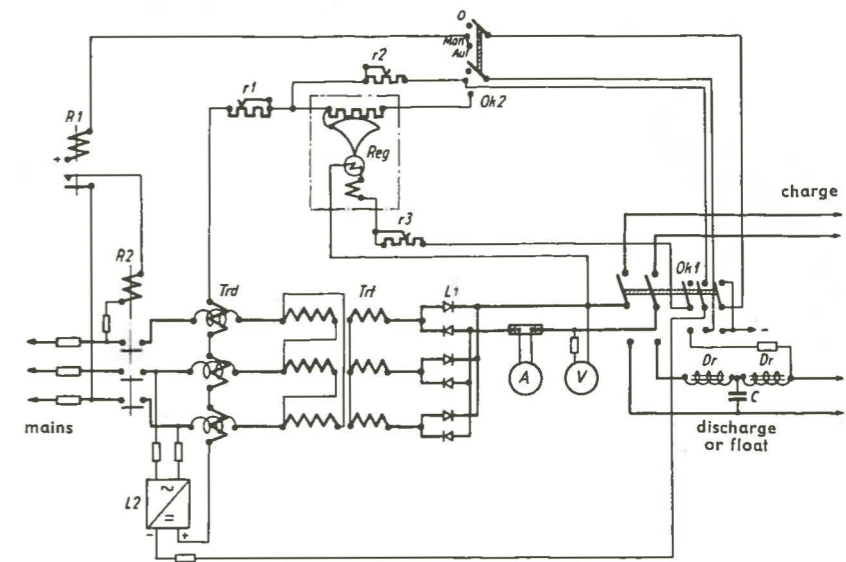 O
Man
Aut
r2
r1
Ok2
R1
+
Reg
charge
r3
R2
Ok1
Trd
Trf
L1
-
Dr
Dr
A
V
C
mains
discharge
or float
~
L2
=
-
+